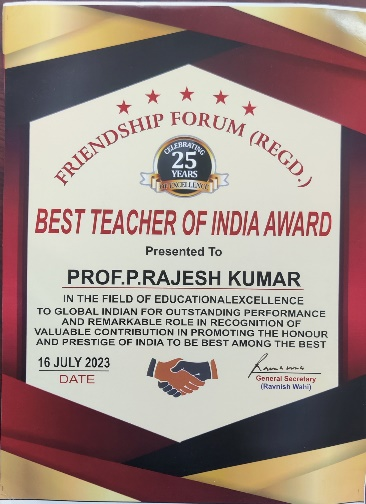 FRIENDSHIP FORUM (REGD.)
CELEBRATING
25
YEARS
OF EXCELLENCE
BEST TEACHER OF INDIA AWARD
Presented To
PROF.P.RAJESH KUMAR
IN THE FIELD OF EDUCATIONALEXCELLENCE
TO GLOBAL INDIAN FOR OUTSTANDING PERFORMANCE
AND REMARKABLE ROLE IN RECOGNITION OF
VALUABLE CONTRIBUTION IN PROMOTING THE HONOUR
AND PRESTIGE OF INDIA TO BE BEST AMONG THE BEST
16 JULY 2023
DATE
General Secretary
(Ravnish Wahi)